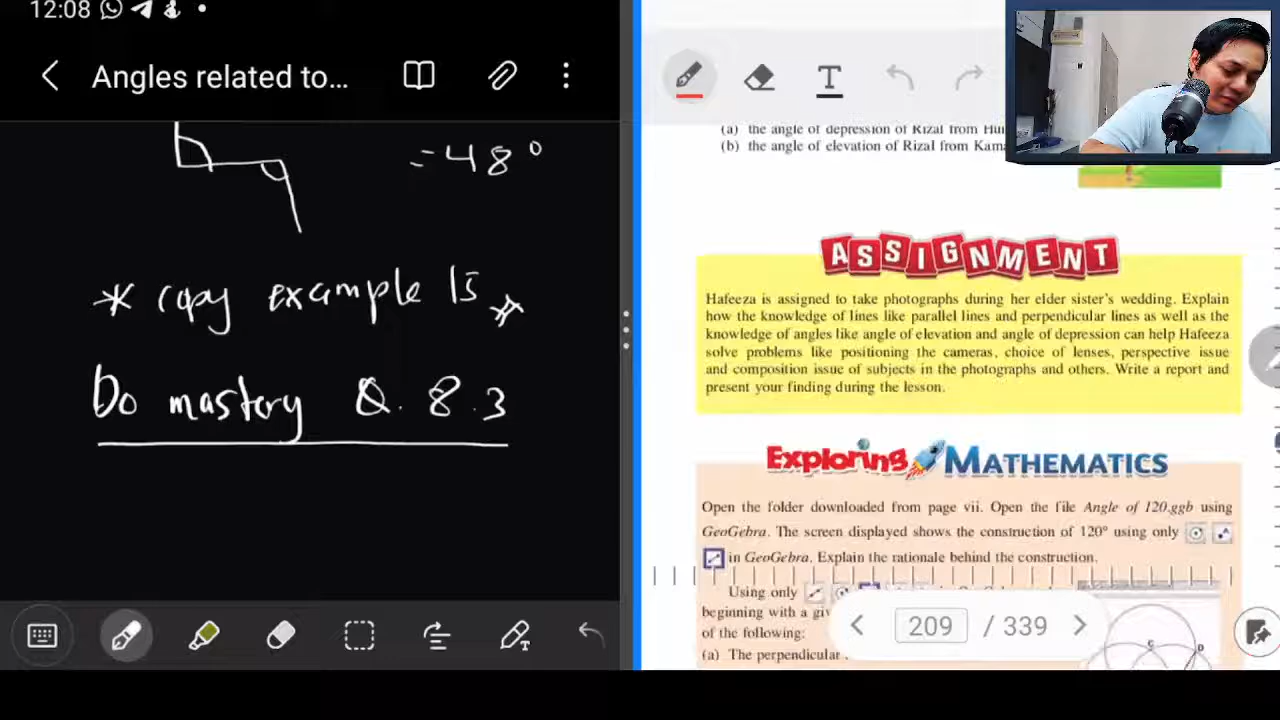 12:08
Angles related to...
= 48°
* copy example 15 *
Do mastery Q. 8.3
T
(a) the angle of depression of Rizal from
(b) the angle of elevation of Rizal from
ASSIGNMENT
Hafeeza is assigned to take photographs during her elder sister's wedding. Explain
how the knowledge of lines like parallel lines and perpendicular lines as well as the
knowledge of angles like angle of elevation and angle of depression can help Hafeeza
solve problems like positioning the cameras, choice of lenses, perspective issue
and composition issue of subjects in the photographs and others. Write a report and
present your finding during the lesson.
Exploring MATHEMATICS
Open the folder downloaded from page vii. Open the file Angle of 120.ggb using
GeoGebra. The screen displayed shows the construction of 120° using only
in GeoGebra. Explain the rationale behind the construction.
Using only
beginning with a
of the following:
(a) The perpendicular
209 / 339